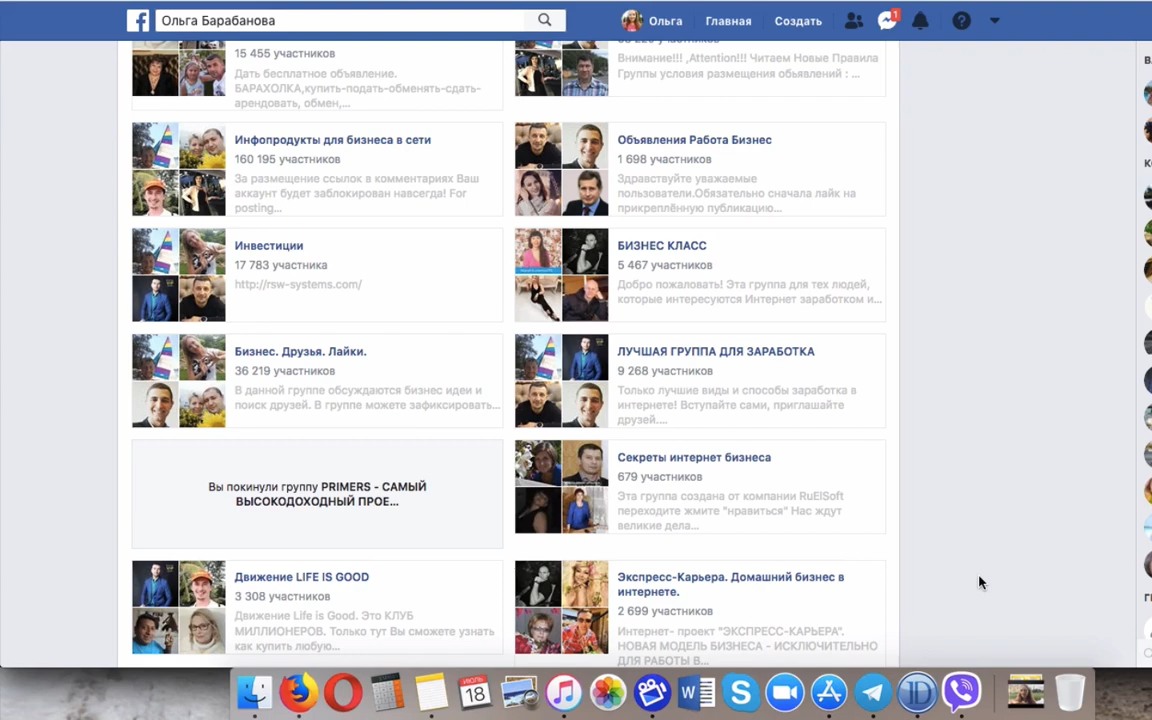 Ольга Барабанова
Ольга
Главная
Создать
1
15 455 участников
Дать бесплатное объявление.
БАРАХОЛКА,купить-подать-обменять-сдать-
арендовать, обмен,...
Внимание!!! ,Attention!!! Читаем Новые Правила
Группы условия размещения обьявлений : ...
Инфопродукты для бизнеса в сети
160 195 участников
За размещение ссылок в комментариях Ваш
аккаунт будет заблокирован навсегда! For
posting...
Объявления Работа Бизнес
1 698 участников
Здравствуйте уважаемые
пользователи.Обязательно сначала лайк на
прикреплённую публикацию...
Инвестиции
17 783 участника
http://rsw-systems.com/
БИЗНЕС КЛАСС
5 467 участников
Добро пожаловать! Эта группа для тех людей,
которые интересуются Интернет заработком и...
Бизнес. Друзья. Лайки.
36 219 участников
В данной группе обсуждаются бизнес идеи и
поиск друзей. В группе можете зафиксировать...
ЛУЧШАЯ ГРУППА ДЛЯ ЗАРАБОТКА
9 268 участников
Только лучшие виды и способы заработка в
интернете! Вступайте сами, приглашайте
друзей....
Вы покинули группу PRIMERS - САМЫЙ
ВЫСОКОДОХОДНЫЙ ПРОЕ...
Секреты интернет бизнеса
679 участников
Эта группа создана от компании RuElSoft
переходите жмите "нравиться" Нас ждут
великие дела...
Движение LIFE IS GOOD
3 308 участников
Движение Life is Good. Это КЛУБ
МИЛЛИОНЕРОВ. Только тут Вы сможете узнать
как купить любую...
Экспресс-Карьера. Домашний бизнес в
интернете.
2 699 участников
Интернет- проект "ЭКСПРЕСС-КАРЬЕРА".
НОВАЯ МОДЕЛЬ БИЗНЕСА - ИСКЛЮЧИТЕЛЬНО
ДЛЯ РАБОТЫ В...
ИЮЛЬ
18